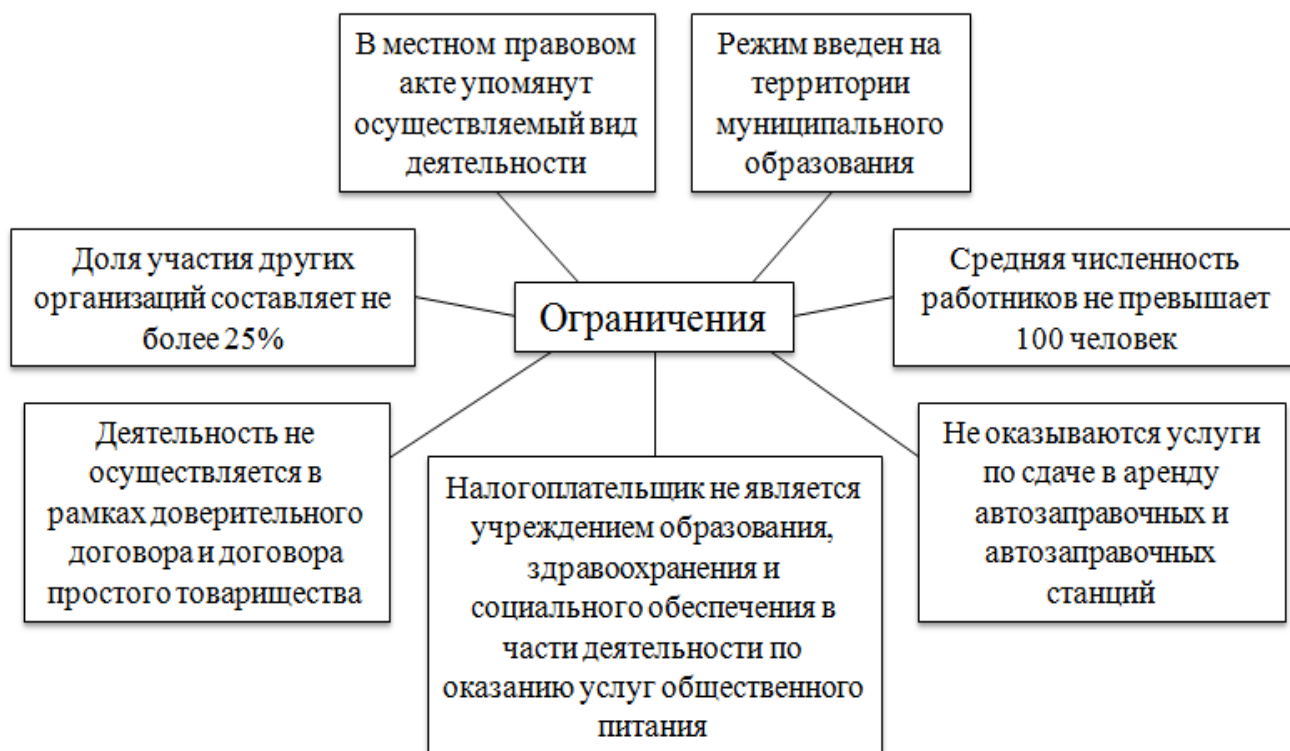 В местном правовом
акте упомянут
осуществляемый вид
деятельности
Режим введен на
территории
муниципального
образования
Доля участия других
организаций составляет не
более 25%
Ограничения
Средняя численность
работников не превышает
100 человек
Деятельность не
осуществляется в
рамках доверительного
договора и договора
простого товарищества
Налогоплательщик не является
учреждением образования,
здравоохранения и
социального обеспечения в
части деятельности по
оказанию услуг общественного
питания
Не оказываются услуги
по сдаче в аренду
автозаправочных и
автозаправочных
станций